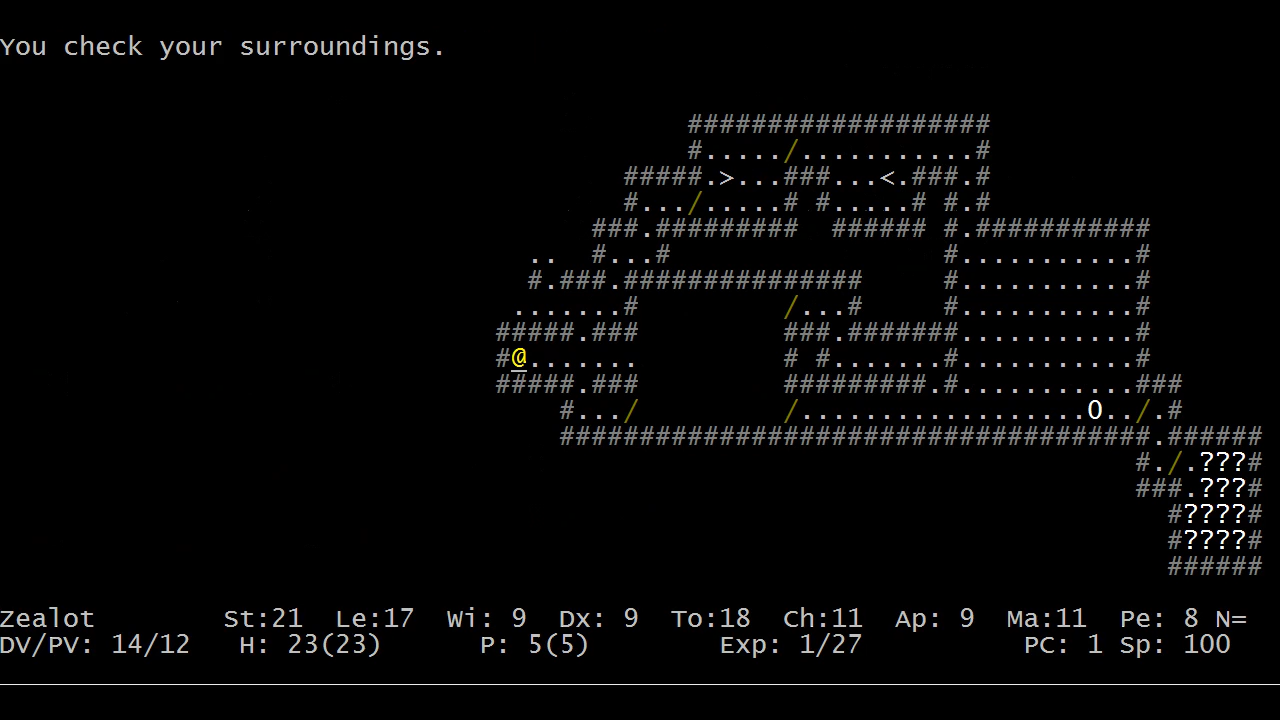 You check your surroundings.
###################
#...../...........#
#####.>...###...<.###.#
#.../.....# #.....# #.#
###.######### ###### #.###########
.. #...# #...........#
#.###.############### #...........#
.......# /...# #...........#
#####.### ###.#######...........#
#@....... # #.......#...........#
#####.### #########.#...........###
#.../ /..................0../.#
#####################################.######
#./.???#
###.???#
#????#
#????#
######
Zealot St:21 Le:17 Wi: 9 Dx: 9 To:18 Ch:11 Ap: 9 Ma:11 Pe: 8 N=
DV/PV: 14/12 H: 23(23) P: 5(5) Exp: 1/27 PC: 1 Sp: 100